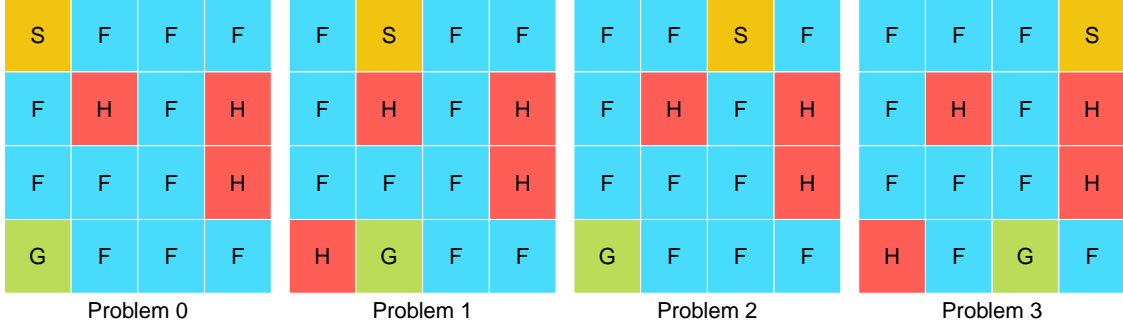 S F F F F S F F F F S F F F F S
F H F H F H F H F H F H F H F H
F F F H F F F H F F F H F F F H
G F F F H G F F G F F F H F G F
Problem 0 Problem 1 Problem 2 Problem 3